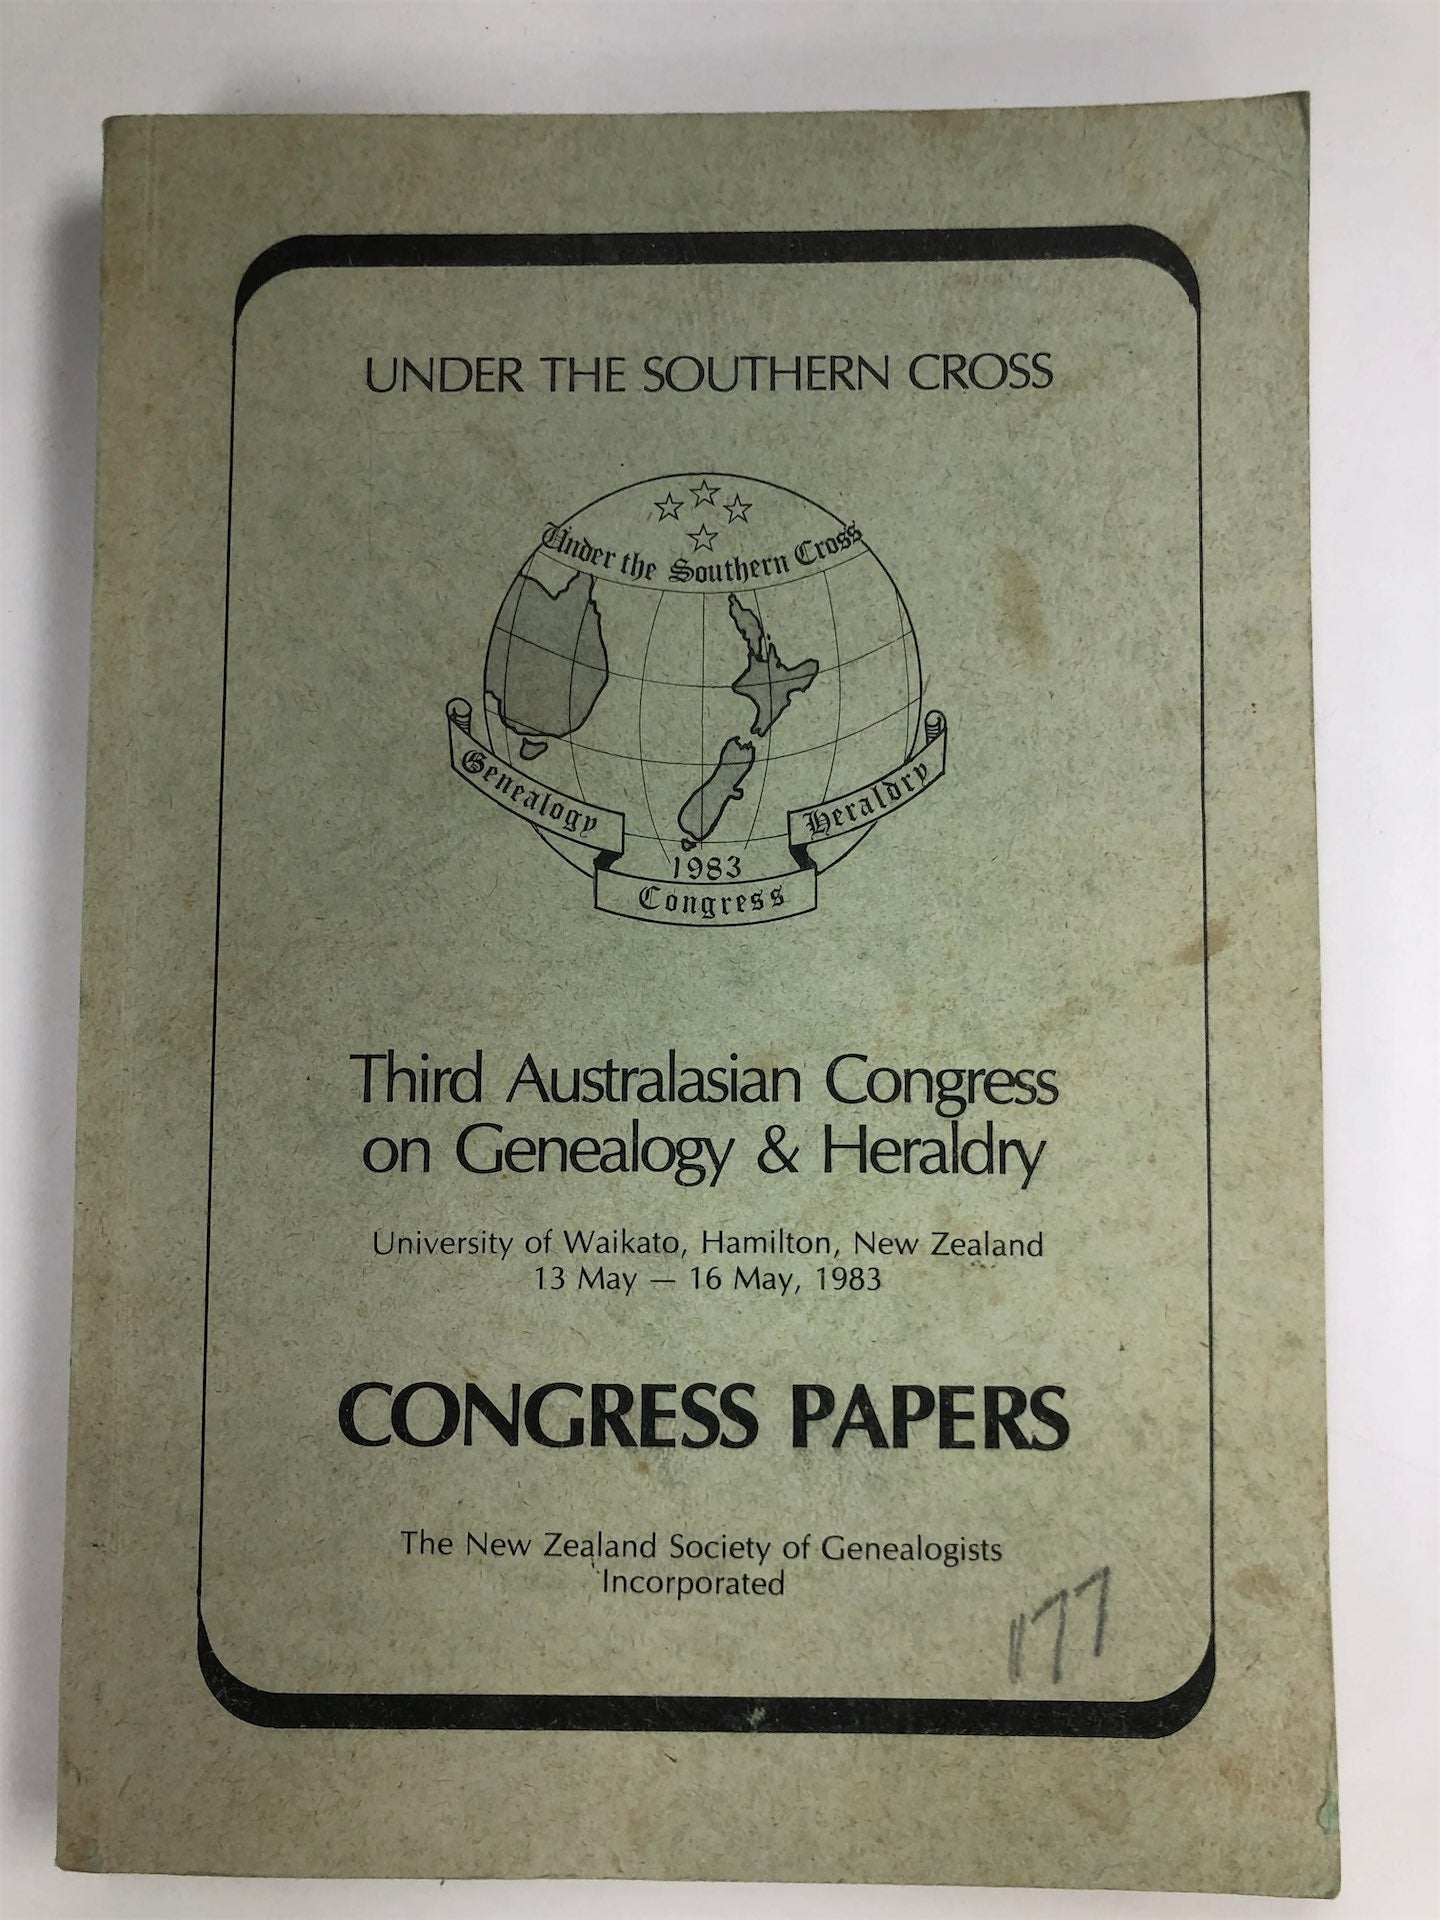 UNDER THE SOUTHERN CROSS
Under the Southern Cross
Genealogy
Heraldry
1983
Congress
Third Australasian Congress
on Genealogy & Heraldry
University of Waikato, Hamilton, New Zealand
13 May — 16 May, 1983
CONGRESS PAPERS
The New Zealand Society of Genealogists
Incorporated
177